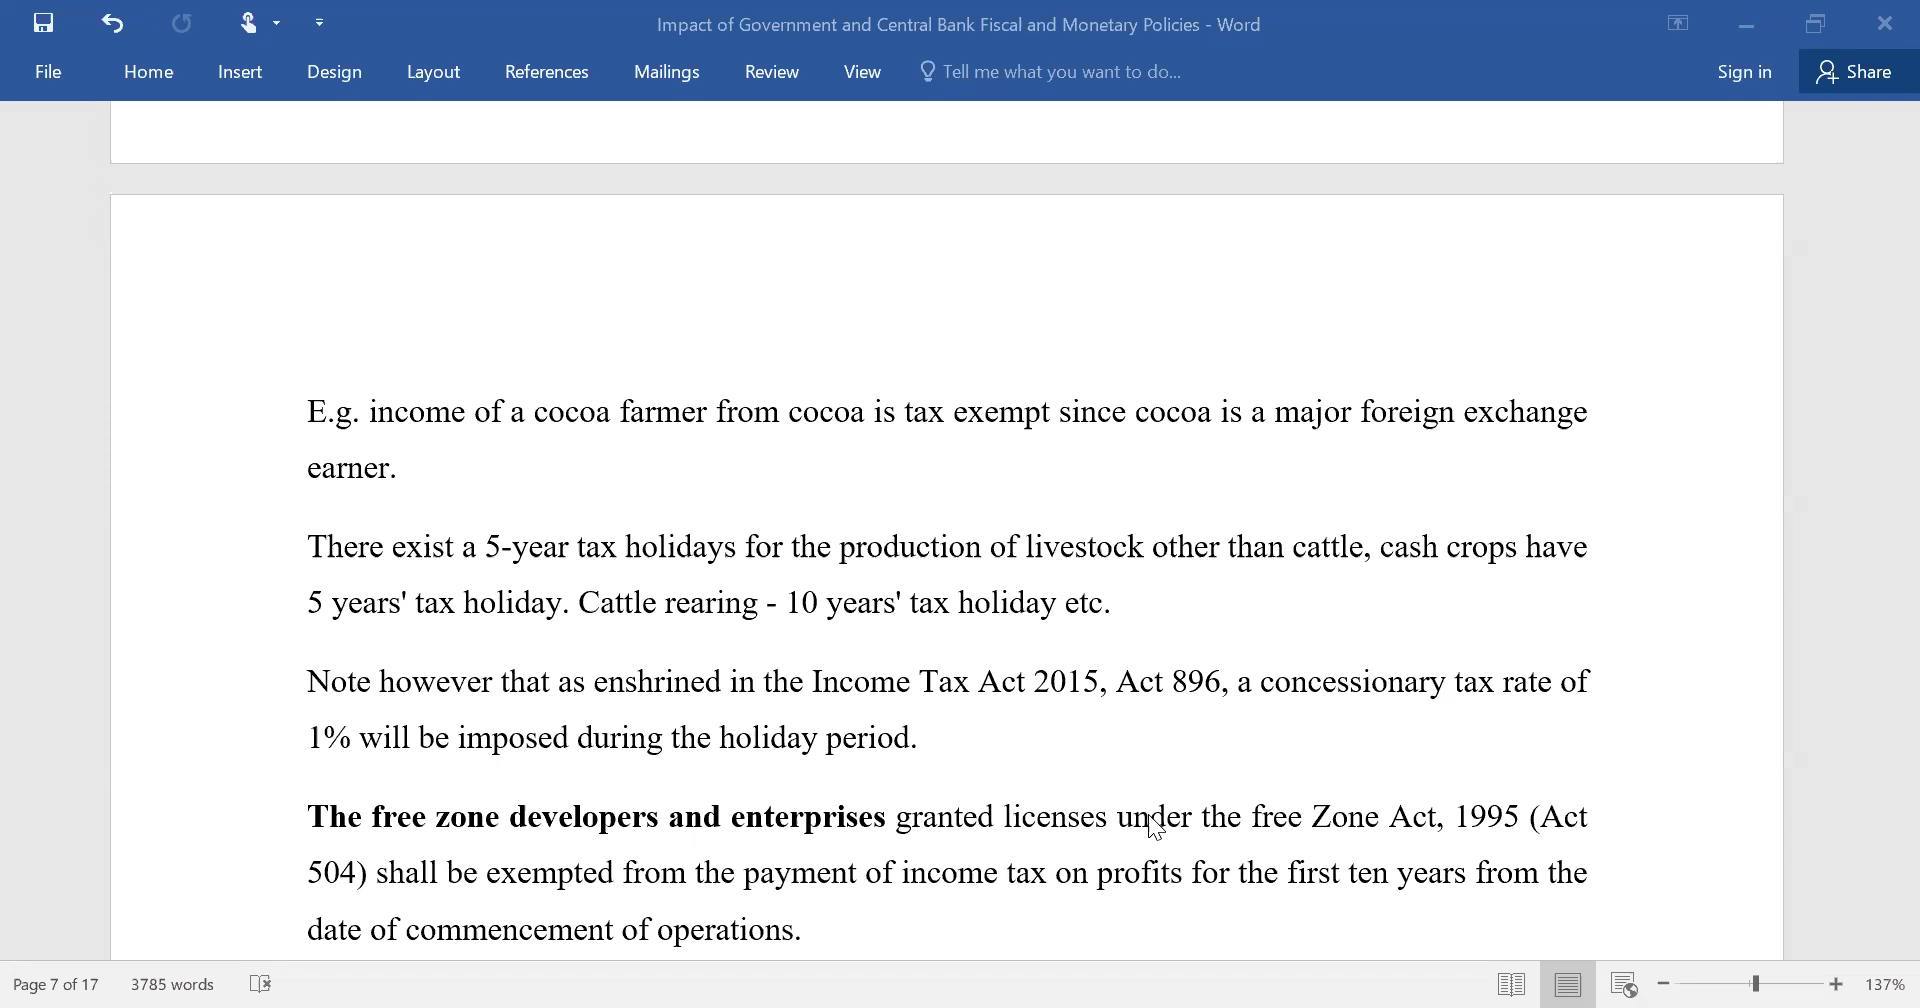 Impact of Government and Central Bank Fiscal and Monetary Policies - Word
File Home Insert Design Layout References Mailings Review View Tell me what you want to do... Sign in Share
E.g. income of a cocoa farmer from cocoa is tax exempt since cocoa is a major foreign exchange
earner.
There exist a 5-year tax holidays for the production of livestock other than cattle, cash crops have
5 years' tax holiday. Cattle rearing - 10 years' tax holiday etc.
Note however that as enshrined in the Income Tax Act 2015, Act 896, a concessionary tax rate of
1% will be imposed during the holiday period.
The free zone developers and enterprises granted licenses under the free Zone Act, 1995 (Act
504) shall be exempted from the payment of income tax on profits for the first ten years from the
date of commencement of operations.
Page 7 of 17 3785 words 137%